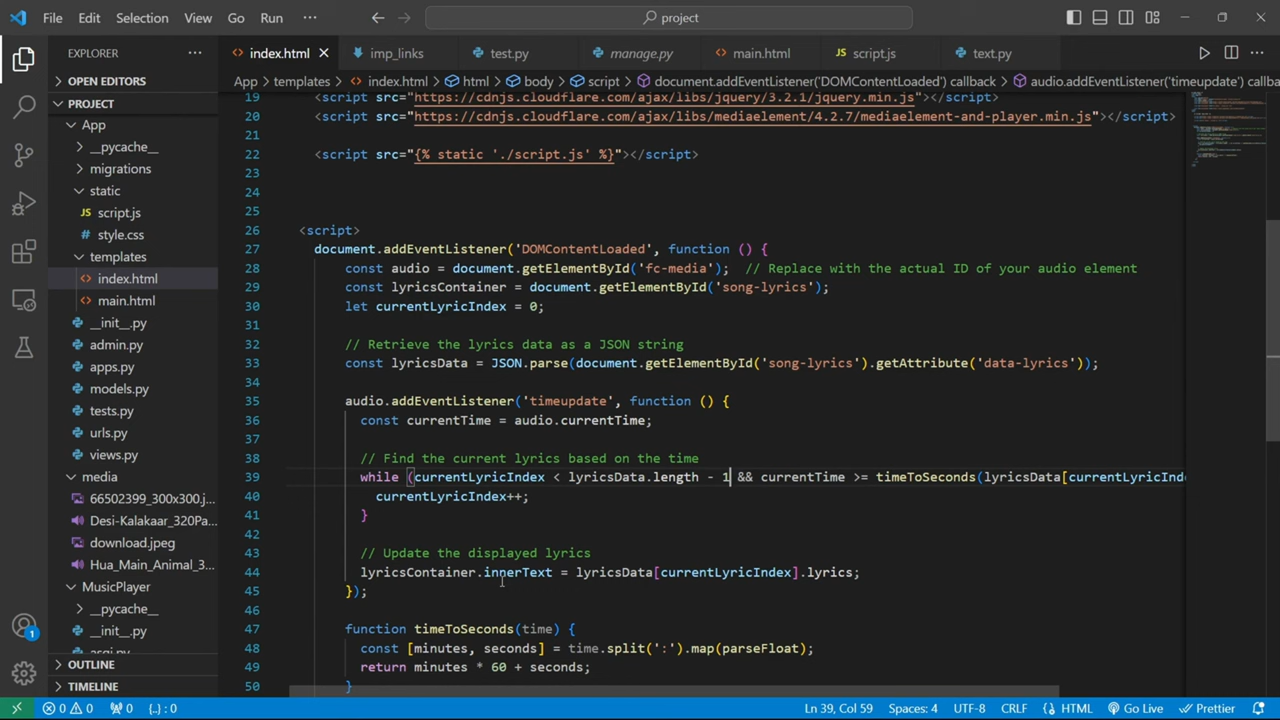 File Edit Selection View Go Run ··· project
EXPLORER ···
OPEN EDITORS
PROJECT
App
__pycache__
migrations
static
JS script.js
# style.css
templates
<> index.html
<> main.html
__init__.py
admin.py
apps.py
models.py
tests.py
urls.py
views.py
media
66502399_300x300.j...
Desi-Kalakaar_320Pa...
download.jpeg
Hua_Main_Animal_3...
MusicPlayer
__pycache__
__init__.py
OUTLINE
TIMELINE
1
<> index.html imp_links test.py manage.py <> main.html JS script.js text.py
App > templates > <> index.html > html > body > script > document.addEventListener('DOMContentLoaded') callback > audio.addEventListener('timeupdate') callba
19 <script src="https://cdnjs.cloudflare.com/ajax/libs/jquery/3.2.1/jquery.min.js"></script>
20 <script src="https://cdnjs.cloudflare.com/ajax/libs/mediaelement/4.2.7/mediaelement-and-player.min.js"></script>
21
22 <script src="{% static './script.js' %}"></script>
23
24
25
26 <script>
27 document.addEventListener('DOMContentLoaded', function () {
28 const audio = document.getElementById('fc-media'); // Replace with the actual ID of your audio element
29 const lyricsContainer = document.getElementById('song-lyrics');
30 let currentLyricIndex = 0;
31
32 // Retrieve the lyrics data as a JSON string
33 const lyricsData = JSON.parse(document.getElementById('song-lyrics').getAttribute('data-lyrics'));
34
35 audio.addEventListener('timeupdate', function () {
36 const currentTime = audio.currentTime;
37
38 // Find the current lyrics based on the time
39 while (currentLyricIndex < lyricsData.length - 1 && currentTime >= timeToSeconds(lyricsData[currentLyricInde
40 currentLyricIndex++;
41 }
42
43 // Update the displayed lyrics
44 lyricsContainer.innerText = lyricsData[currentLyricIndex].lyrics;
45 });
46
47 function timeToSeconds(time) {
48 const [minutes, seconds] = time.split(':').map(parseFloat);
49 return minutes * 60 + seconds;
50 }
0 0 0 {..} : 0 Ln 39, Col 59 Spaces: 4 UTF-8 CRLF {} HTML Go Live Prettier